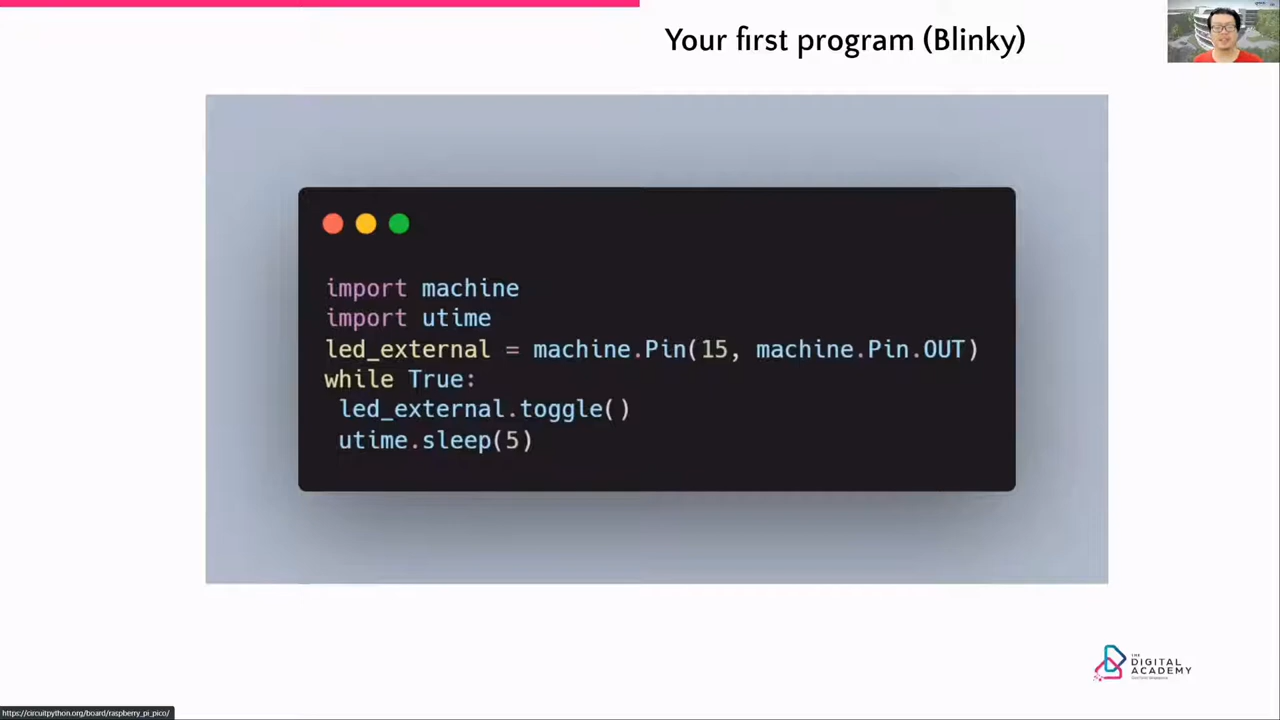 Your first program (Blinky)
import machine
import utime
led_external = machine.Pin(15, machine.Pin.OUT)
while True:
 led_external.toggle()
 utime.sleep(5)
THE
DIGITAL
ACADEMY
https://circuitpython.org/board/raspberry_pi_pico/